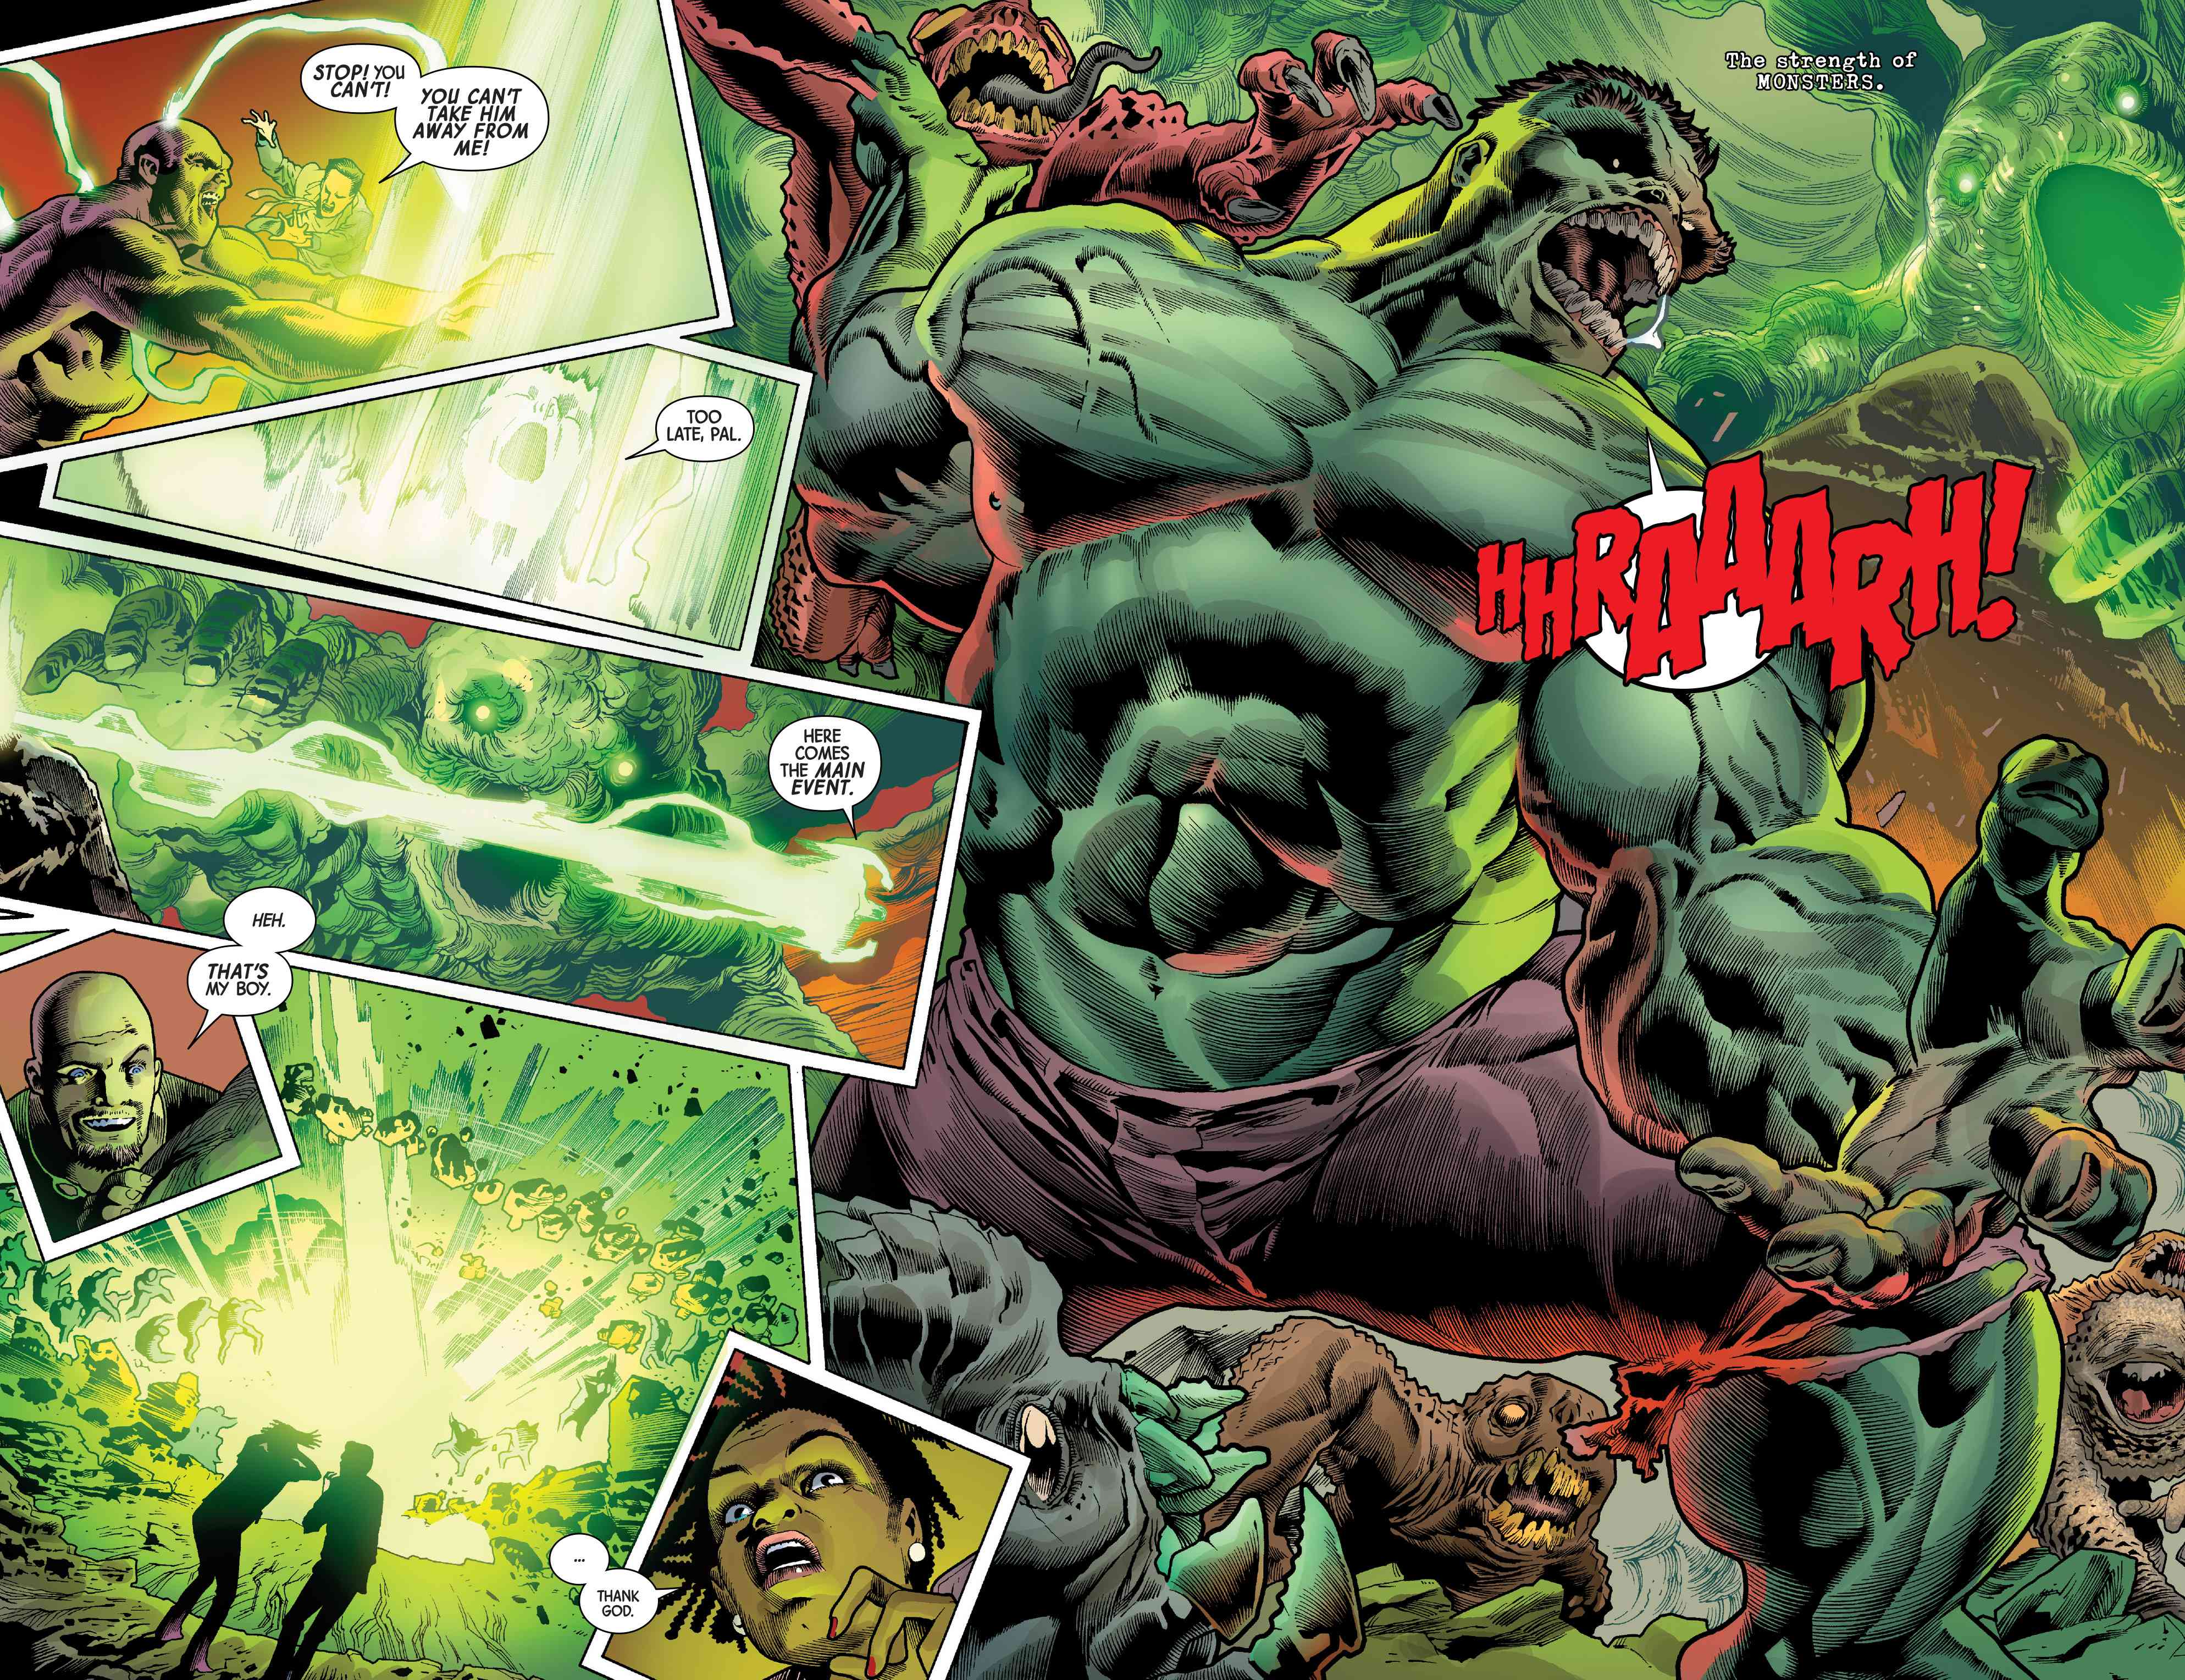 STOP! YOU
CAN'T!
YOU CAN'T
TAKE HIM
AWAY FROM
ME!
TOO
LATE, PAL.
HERE
COMES
THE MAIN
EVENT.
HEH.
THAT'S
MY BOY.
...
THANK
GOD.
The strength of
MONSTERS.
HHRAAAARH!